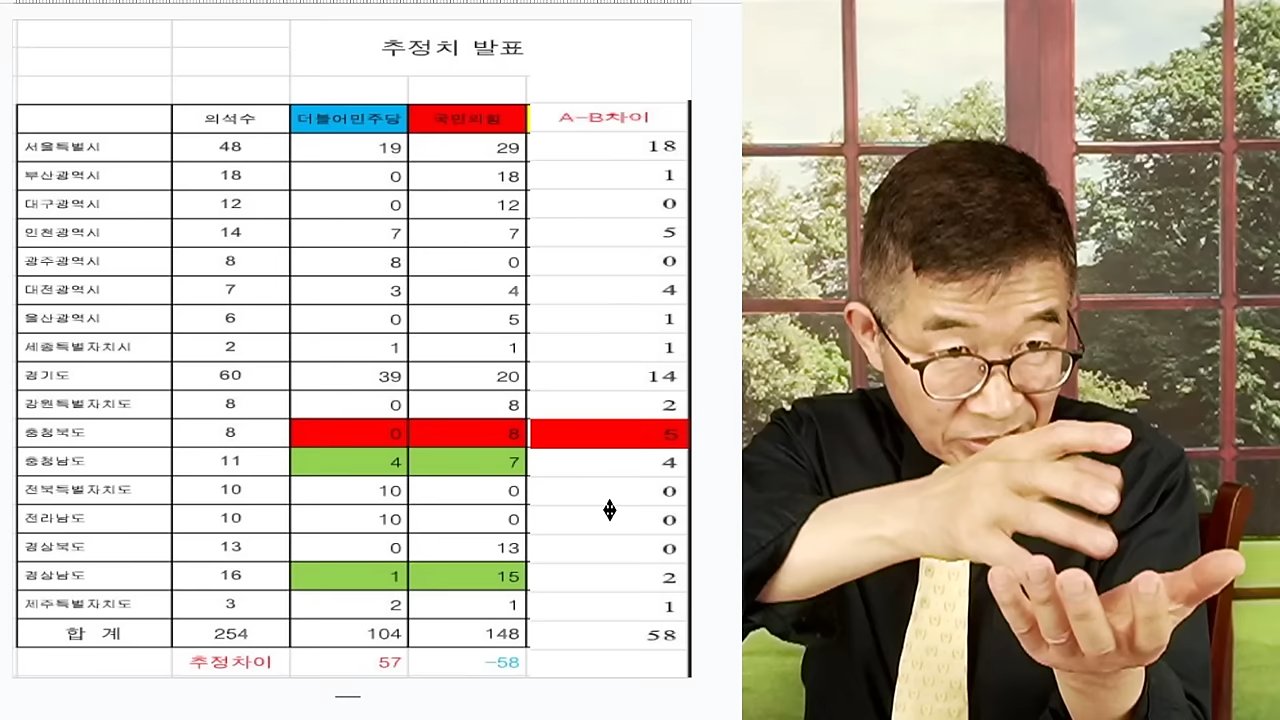 추정치 발표
의석수 더불어민주당 국민의힘 A-B차이
서울특별시 48 19 29 18
부산광역시 18 0 18 1
대구광역시 12 0 12 0
인천광역시 14 7 7 5
광주광역시 8 8 0 0
대전광역시 7 3 4 4
울산광역시 6 0 5 1
세종특별자치시 2 1 1 1
경기도 60 39 20 14
강원특별자치도 8 0 8 2
충청북도 8 0 8 5
충청남도 11 4 7 4
전북특별자치도 10 10 0 0
전라남도 10 10 0 0
경상북도 13 0 13 0
경상남도 16 1 15 2
제주특별자치도 3 2 1 1
합 계 254 104 148 58
추정차이 57 -58